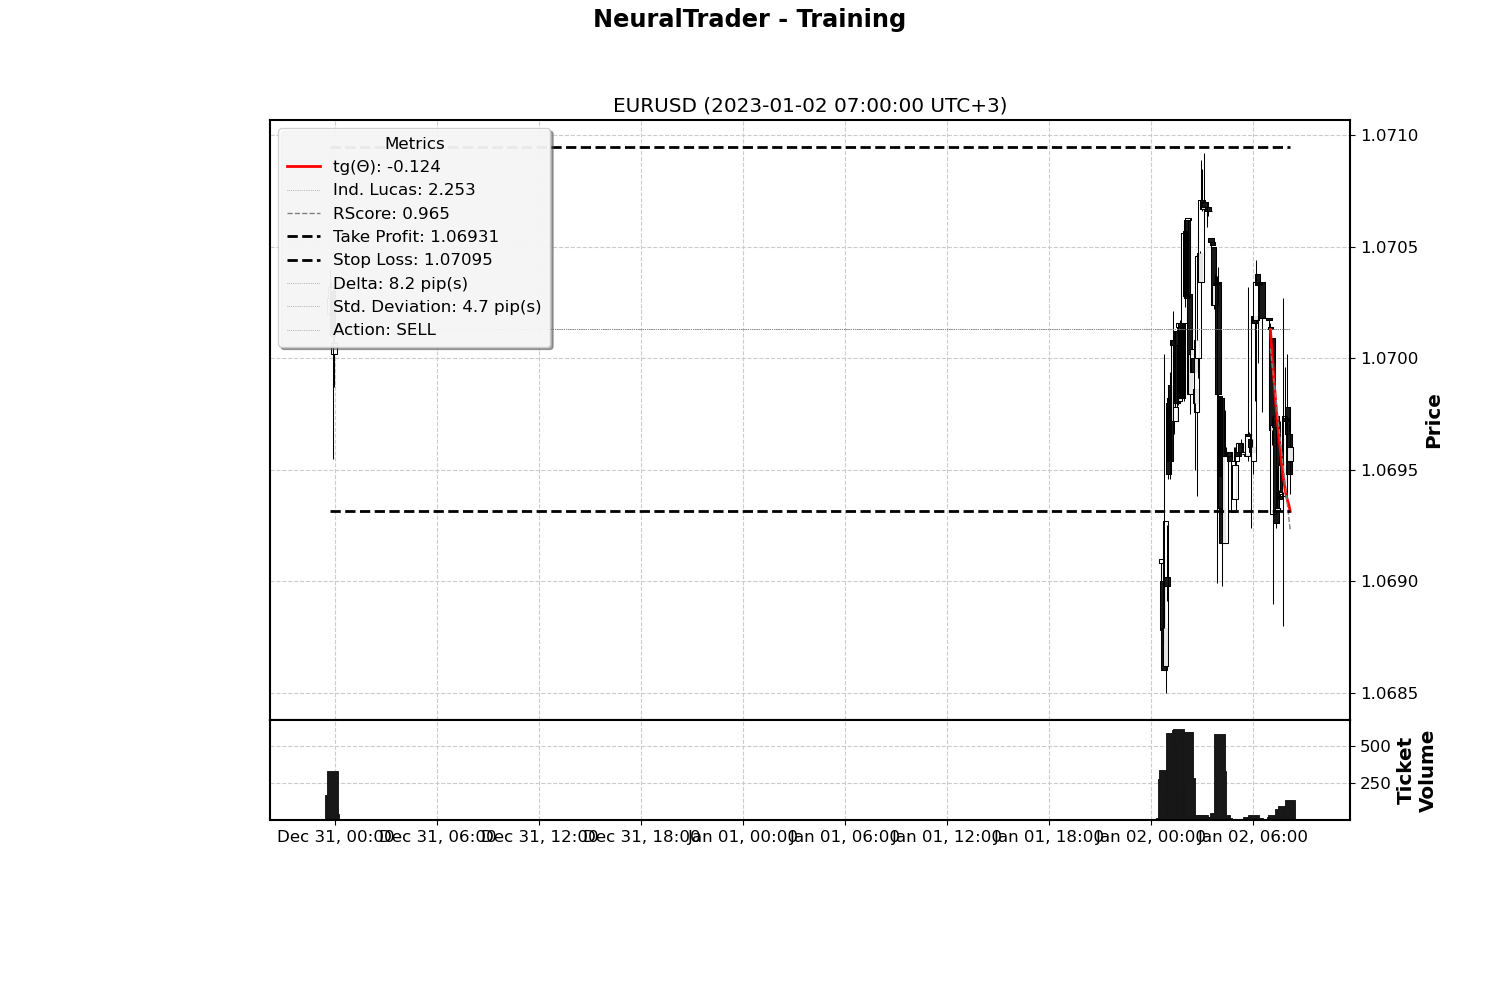 NeuralTrader - Training
EURUSD (2023-01-02 07:00:00 UTC+3)
Metrics
tg(Θ): -0.124
Ind. Lucas: 2.253
RScore: 0.965
Take Profit: 1.06931
Stop Loss: 1.07095
Delta: 8.2 pip(s)
Std. Deviation: 4.7 pip(s)
Action: SELL
1.0710
1.0705
1.0700
1.0695
1.0690
1.0685
Price
500
250
Ticket
Volume
Dec 31, 00:00
Dec 31, 06:00
Dec 31, 12:00
Dec 31, 18:00
Jan 01, 00:00
Jan 01, 06:00
Jan 01, 12:00
Jan 01, 18:00
Jan 02, 00:00
Jan 02, 06:00